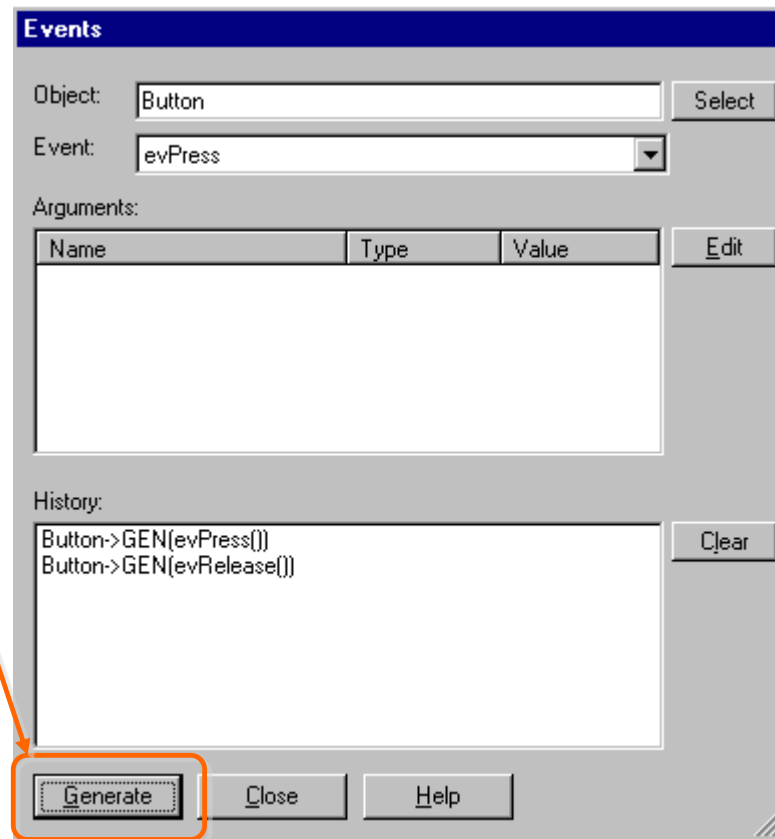 Events
Object: Button Select
Event: evPress
Arguments:
Name Type Value Edit
History:
Button->GEN(evPress())
Button->GEN(evRelease())
Clear
Generate Close Help